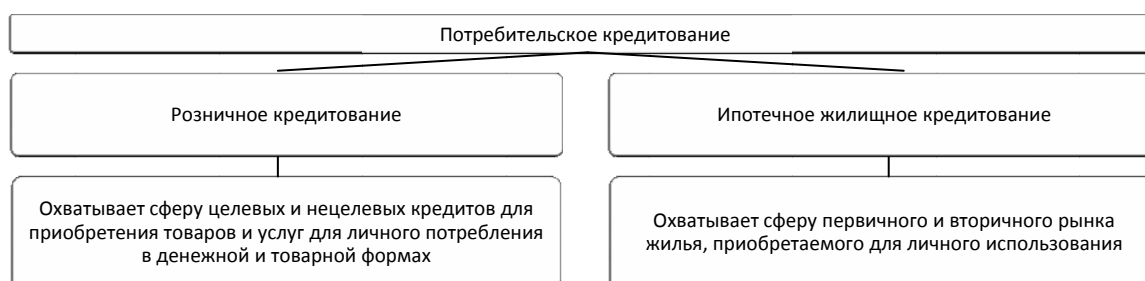 Потребительское кредитование
Розничное кредитование
Ипотечное жилищное кредитование
Охватывает сферу целевых и нецелевых кредитов для
приобретения товаров и услуг для личного потребления
в денежной и товарной формах
Охватывает сферу первичного и вторичного рынка
жилья, приобретаемого для личного использования